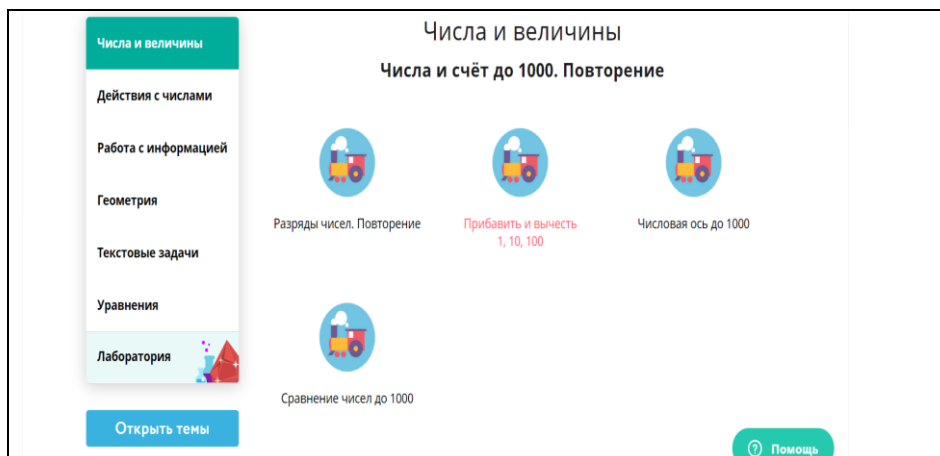 Числа и величины
Действия с числами
Работа с информацией
Геометрия
Текстовые задачи
Уравнения
Лаборатория
Открыть темы
Числа и величины
Числа и счёт до 1000. Повторение
Разряды чисел. Повторение
Прибавить и вычесть
1, 10, 100
Числовая ось до 1000
Сравнение чисел до 1000
Помощь